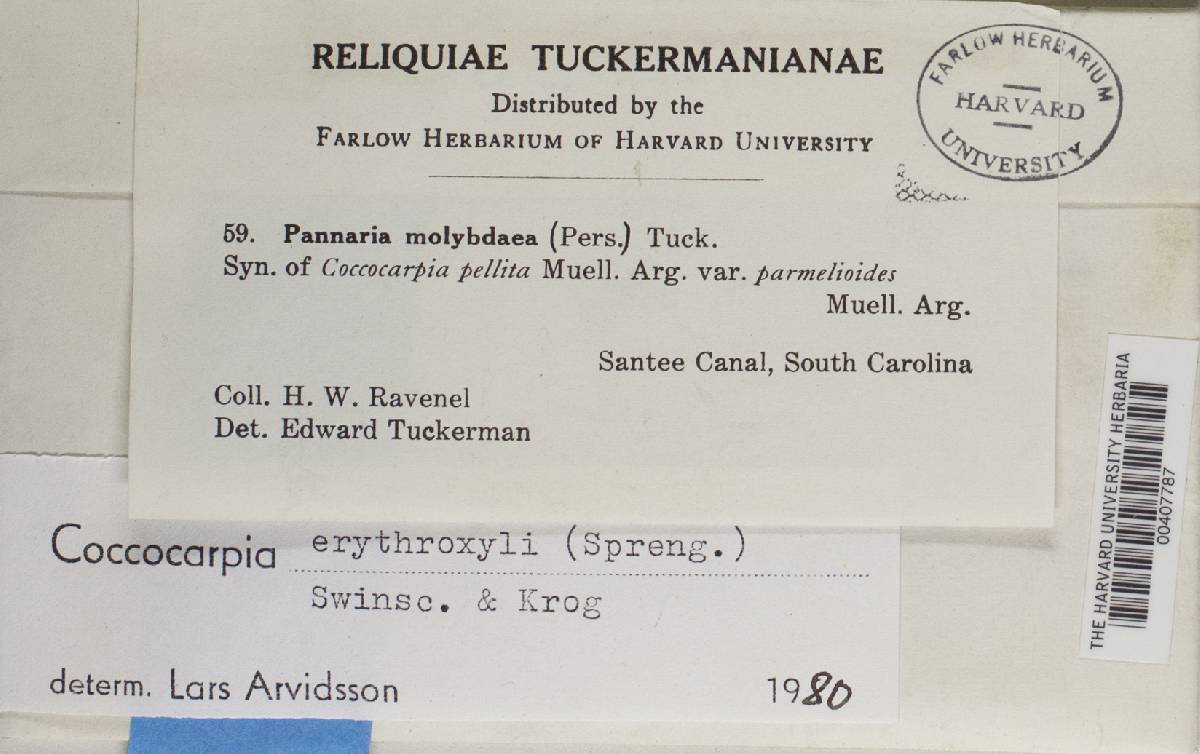 RELIQUIAE TUCKERMANIANAE
Distributed by the
FARLOW HERBARIUM OF HARVARD UNIVERSITY
FARLOW HERBARIUM
HARVARD
UNIVERSITY
59. Pannaria molybdaea (Pers.) Tuck.
Syn. of Coccocarpia pellita Muell. Arg. var. parmelioides
Muell. Arg.
Santee Canal, South Carolina
Coll. H. W. Ravenel
Det. Edward Tuckerman
THE HARVARD UNIVERSITY HERBARIA
00407787
Coccocarpia erythroxyli (Spreng.)
Swinsc. & Krog
determ. Lars Arvidsson 1980